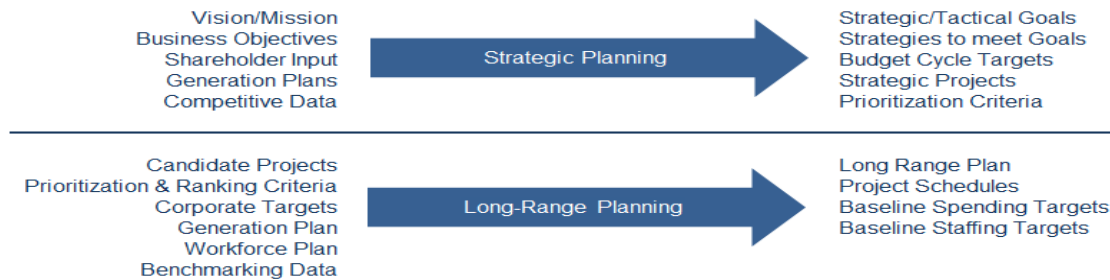 Vision/Mission
Business Objectives
Shareholder Input
Generation Plans
Competitive Data
Strategic Planning
Strategic/Tactical Goals
Strategies to meet Goals
Budget Cycle Targets
Strategic Projects
Prioritization Criteria
Candidate Projects
Prioritization & Ranking Criteria
Corporate Targets
Generation Plan
Workforce Plan
Benchmarking Data
Long-Range Planning
Long Range Plan
Project Schedules
Baseline Spending Targets
Baseline Staffing Targets